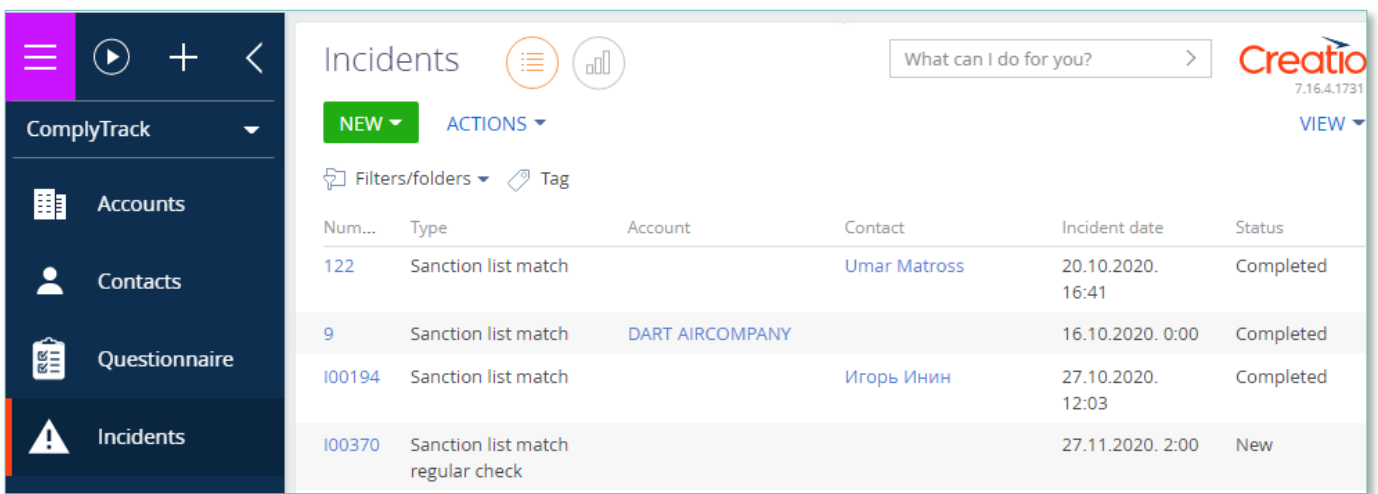 Incidents
What can I do for you?
Creatio
7.16.4.1731
ComplyTrack
NEW
ACTIONS
VIEW
Filters/folders
Tag
Accounts
Contacts
Questionnaire
Incidents
Num... Type Account Contact Incident date Status
122 Sanction list match Umar Matross 20.10.2020. Completed
16:41
9 Sanction list match DART AIRCOMPANY 16.10.2020. 0:00 Completed
I00194 Sanction list match Игорь Инин 27.10.2020. Completed
12:03
I00370 Sanction list match 27.11.2020. 2:00 New
regular check